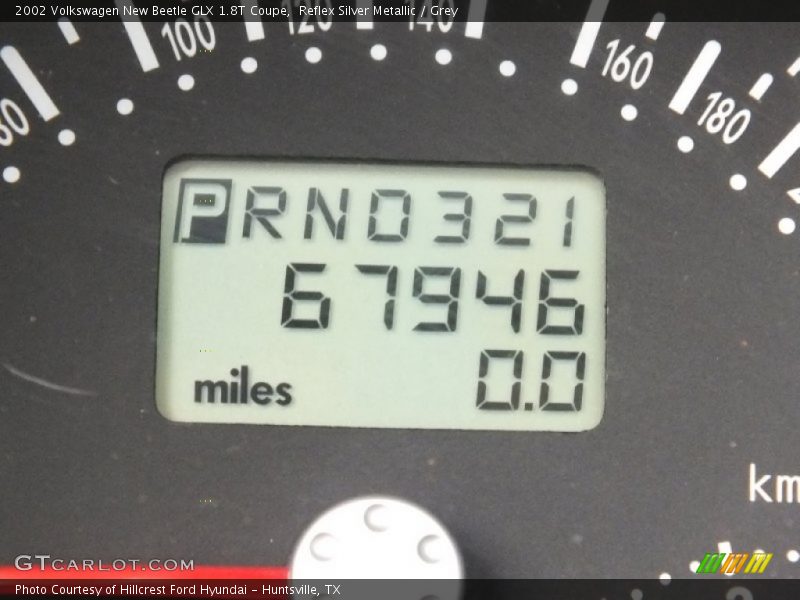 2002 Volkswagen New Beetle GLX 1.8T Coupe, Reflex Silver Metallic / Grey
100 120 140 160 180
PRND321
67946
miles 0.0
km
GTCARLOT.COM
Photo Courtesy of Hillcrest Ford Hyundai - Huntsville, TX